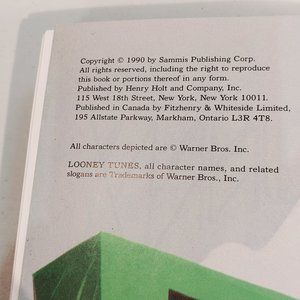 Copyright © 1990 by Sammis Publishing Corp.
All rights reserved, including the right to reproduce
this book or portions thereof in any form.
Published by Henry Holt and Company, Inc.
115 West 18th Street, New York, New York 10011.
Published in Canada by Fitzhenry & Whiteside Limited,
195 Allstate Parkway, Markham, Ontario L3R 4T8.
All characters depicted are © Warner Bros. Inc.
LOONEY TUNES, all character names, and related
slogans are Trademarks of Warner Bros., Inc.